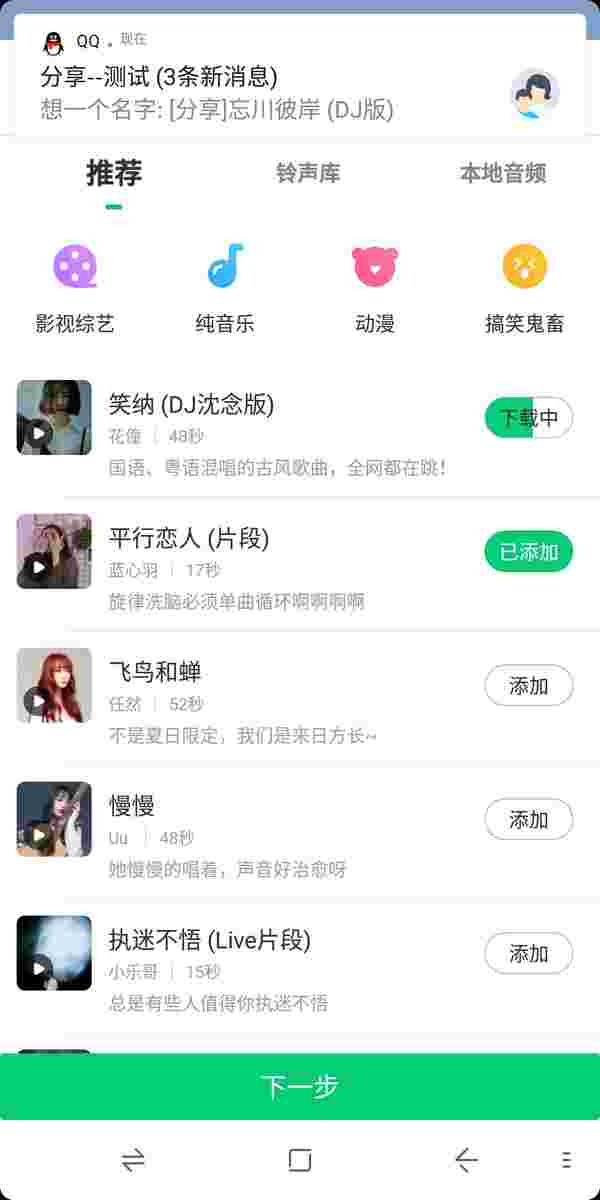 QQ 。现在
分享--测试 (3条新消息)
想一个名字: [分享]忘川彼岸 (DJ版)
推荐 铃声库 本地音频
影视综艺 纯音乐 动漫 搞笑鬼畜
笑纳 (DJ沈念版)
花僮 | 48秒
下载中
国语、粤语混唱的古风歌曲，全网都在跳！
平行恋人 (片段)
蓝心羽 | 17秒
已添加
旋律洗脑必须单曲循环啊啊啊啊
飞鸟和蝉
任然 | 52秒
添加
不是夏日限定，我们是来日方长~
慢慢
Uu | 48秒
添加
她慢慢的唱着，声音好治愈呀
执迷不悟 (Live片段)
小乐哥 | 15秒
添加
总是有些人值得你执迷不悟
下一步